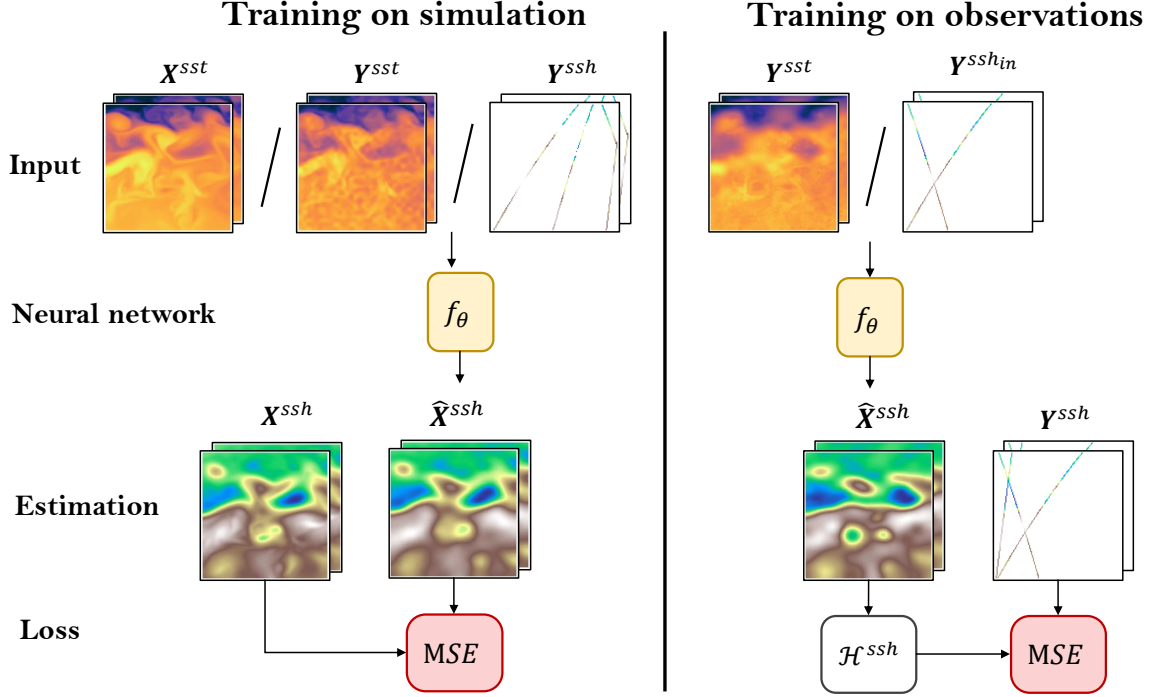 Training on simulation
Training on observations
X^sst
Y^sst
Y^ssh
Y^sst
Y^ssh_in
Input
Neural network
f_θ
f_θ
X^ssh
X̂^ssh
X̂^ssh
Y^ssh
Estimation
Loss
MSE
ℋ^ssh
MSE